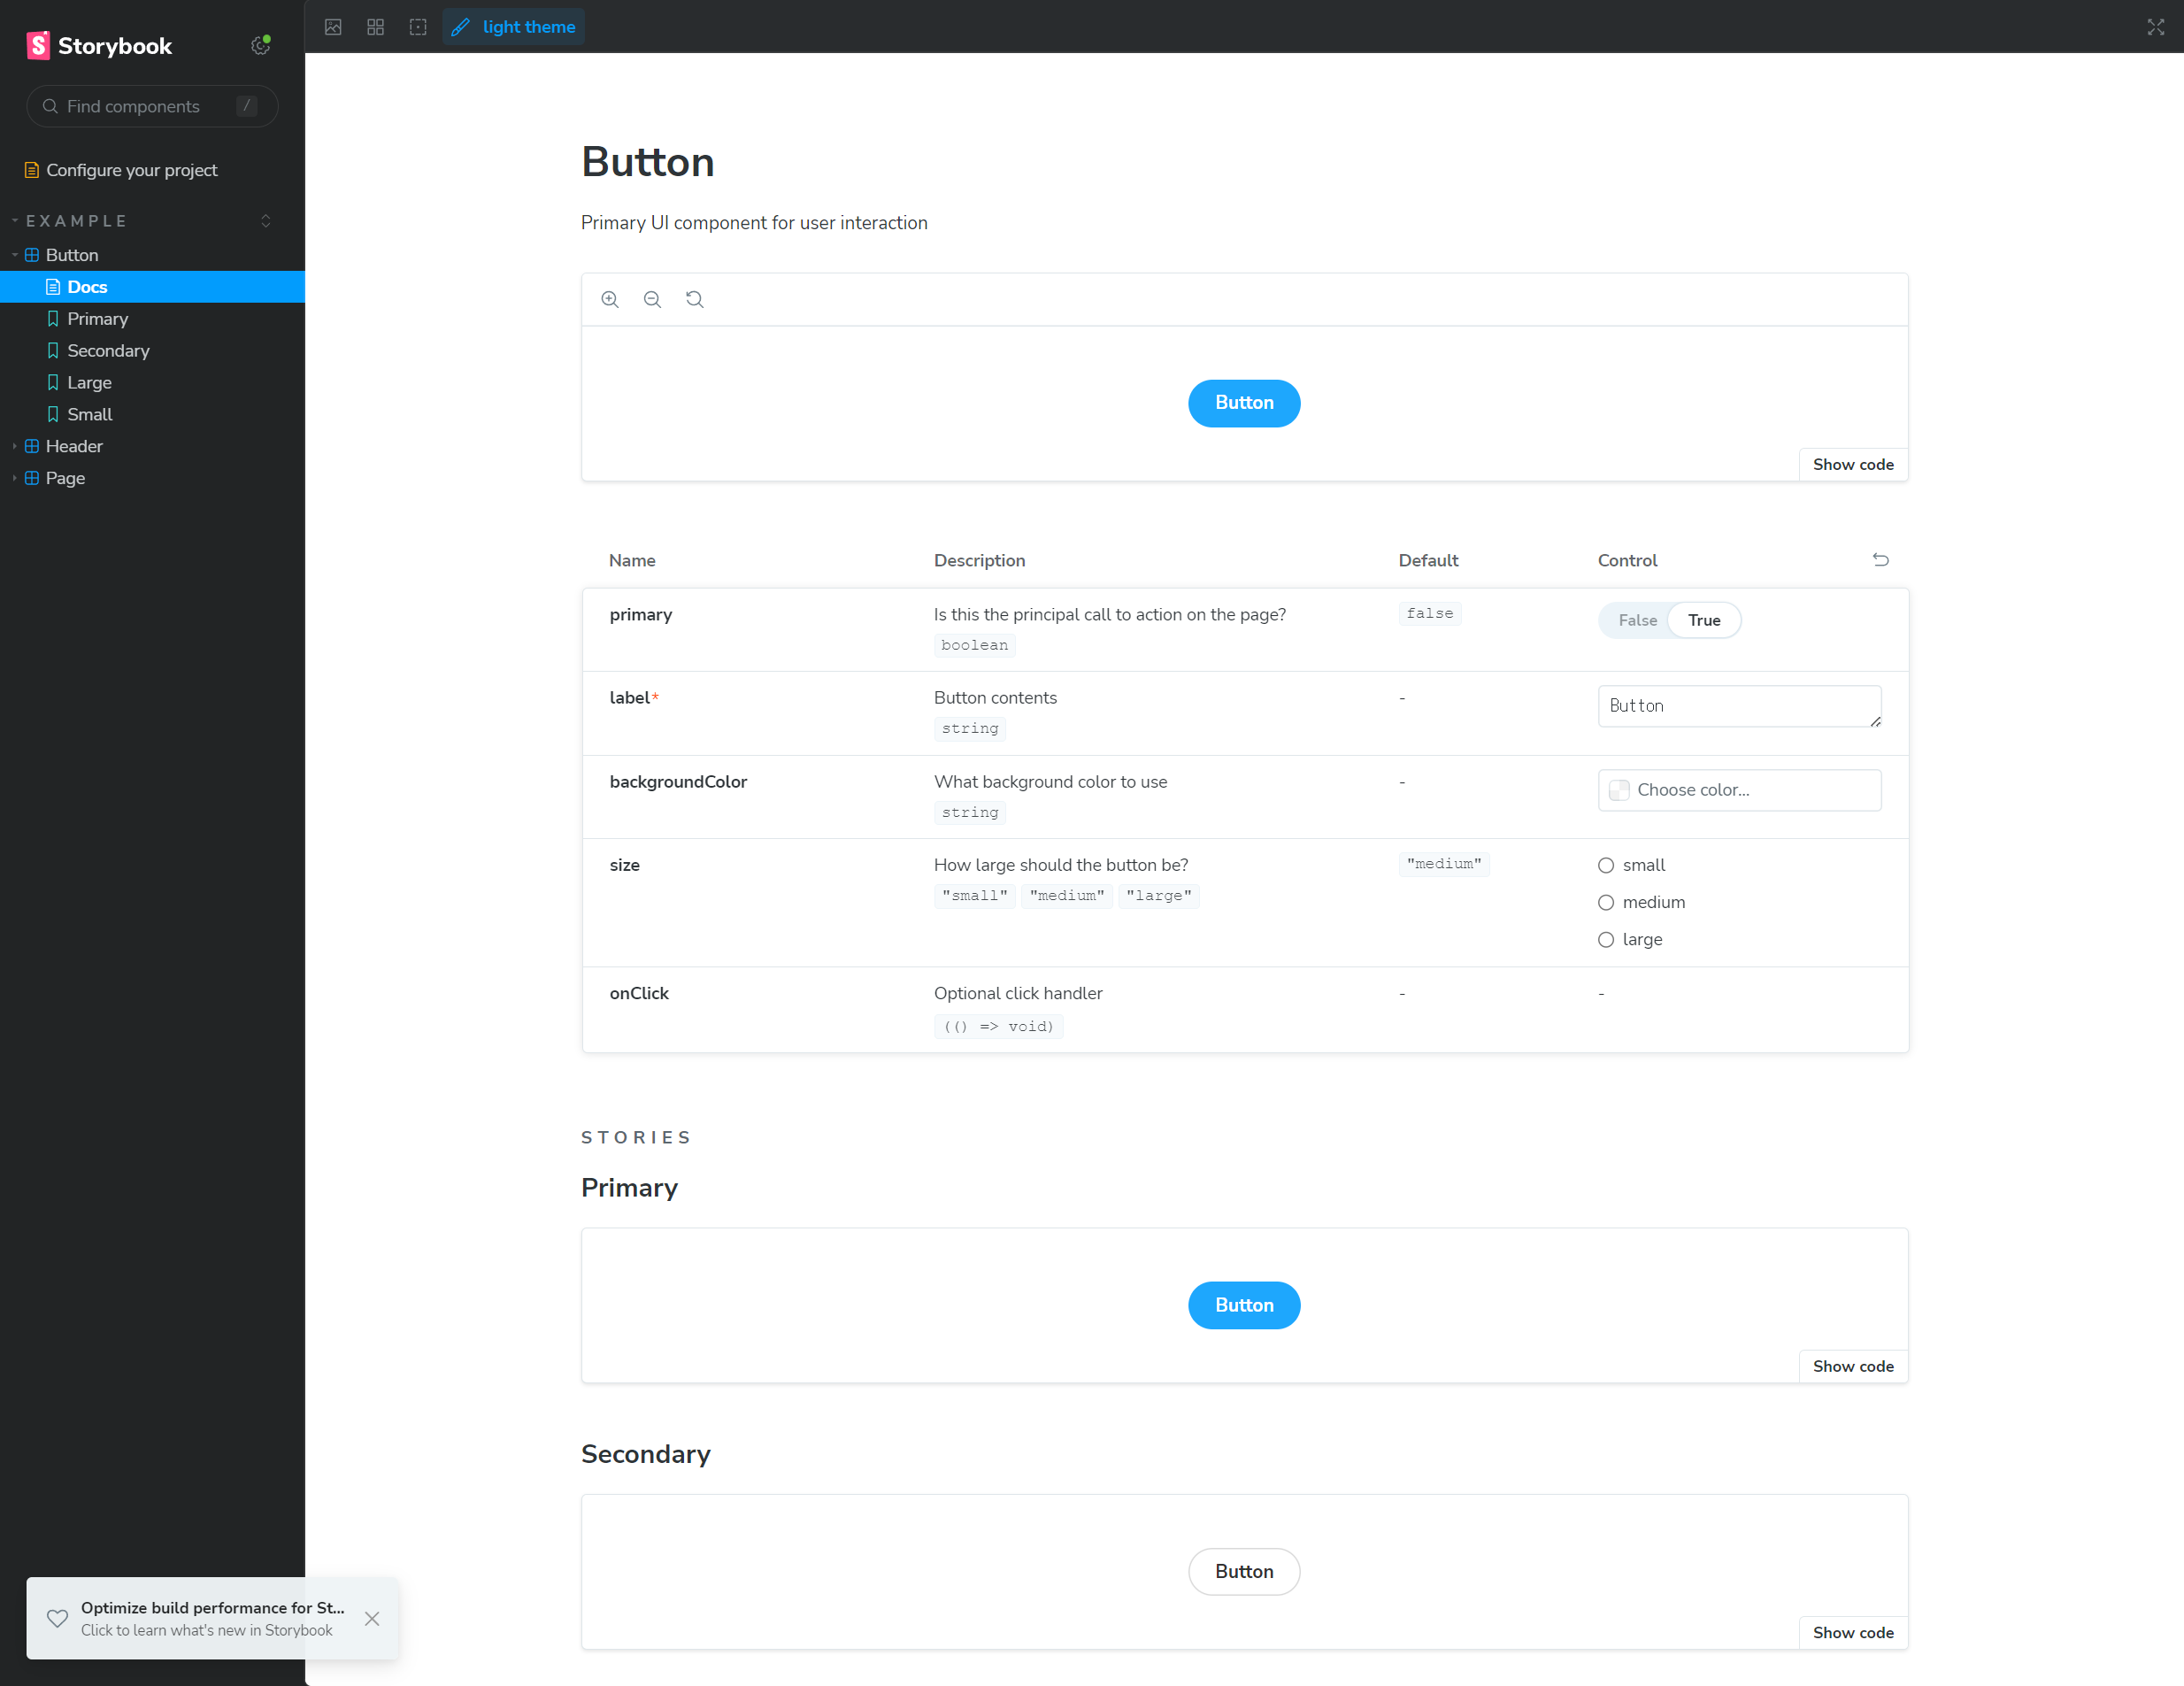 Storybook
Find components /
Configure your project
EXAMPLE
Button
Docs
Primary
Secondary
Large
Small
Header
Page
Optimize build performance for St...
Click to learn what's new in Storybook
light theme
Button
Primary UI component for user interaction
Button
Show code
Name Description Default Control
primary Is this the principal call to action on the page? false False True
boolean
label* Button contents - Button
string
backgroundColor What background color to use - Choose color...
string
size How large should the button be? "medium" small
"small" "medium" "large"
medium
large
onClick Optional click handler - -
(() => void)
STORIES
Primary
Button
Show code
Secondary
Button
Show code